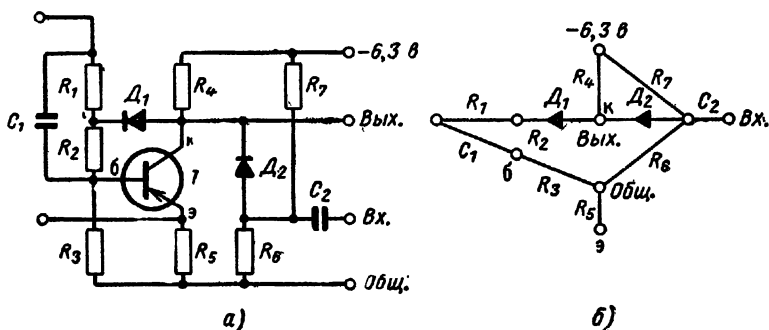 -6,3 в
R₁
Д₁
R₄
R₇
C₁
Вых.
к
R₂
б
Т
Д₂
э
C₂
Вх.
R₃
R₅
R₆
Общ.
а)
-6,3 в
R₄
R₇
R₁
Д₁
к
Д₂
C₂
R₂
Вых.
Вх.
C₁
б
R₃
R₆
Общ.
R₅
э
б)